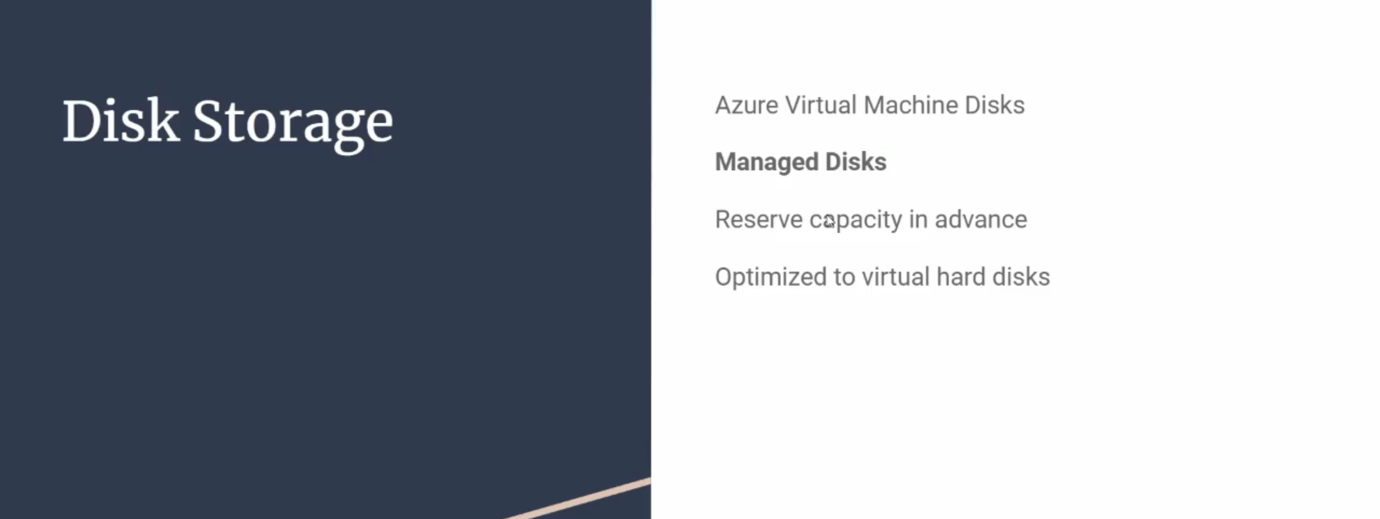 Disk Storage
Azure Virtual Machine Disks
Managed Disks
Reserve capacity in advance
Optimized to virtual hard disks